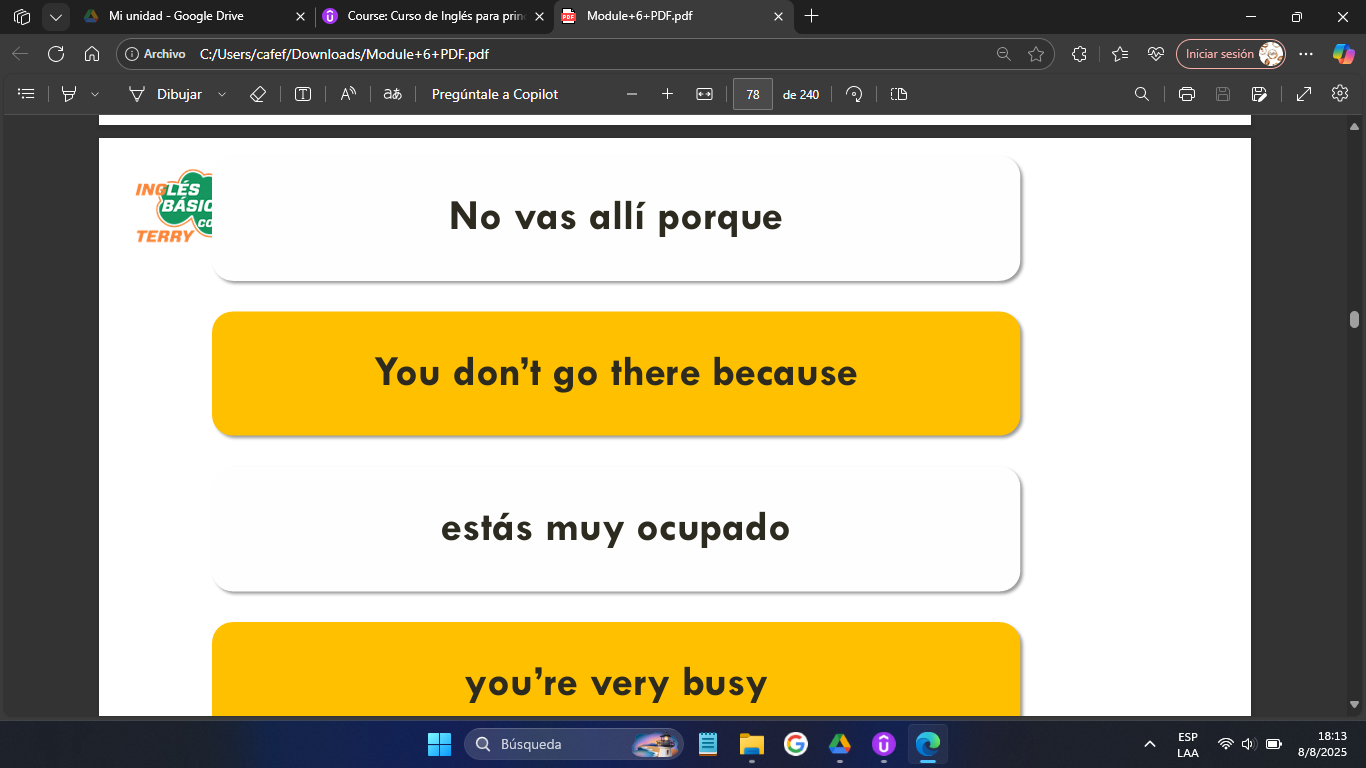 Mi unidad - Google Drive
Course: Curso de Inglés para prin
Module+6+PDF.pdf
Archivo
C:/Users/cafef/Downloads/Module+6+PDF.pdf
Iniciar sesión
Dibujar
aあ
Pregúntale a Copilot
78
de 240
INGLÉS
BÁSIC
CO
TERRY
No vas allí porque
You don't go there because
estás muy ocupado
you're very busy
Búsqueda
ESP
LAA
18:13
8/8/2025